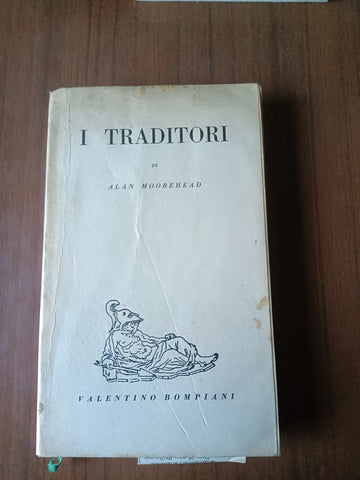 I TRADITORI
DI
ALAN MOOREHEAD
VALENTINO BOMPIANI